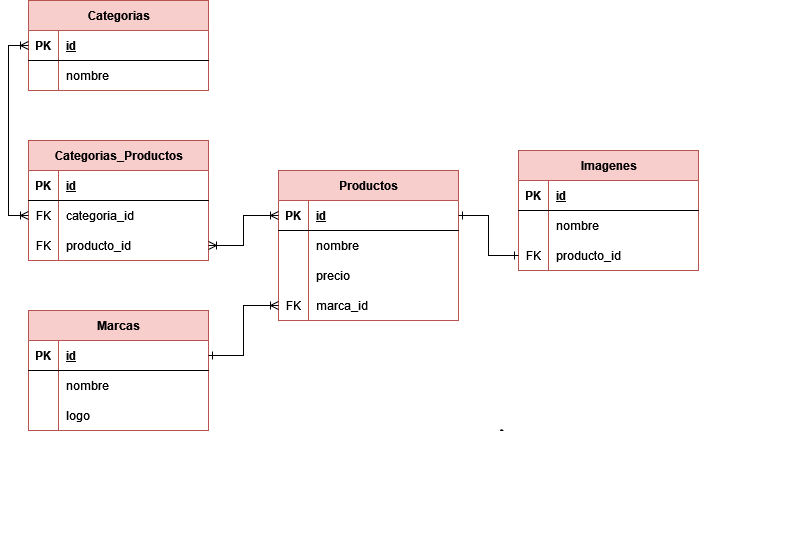 Categorias
PK id
nombre
Categorias_Productos
PK id
FK categoria_id
FK producto_id
Marcas
PK id
nombre
logo
Productos
PK id
nombre
precio
FK marca_id
Imagenes
PK id
nombre
FK producto_id